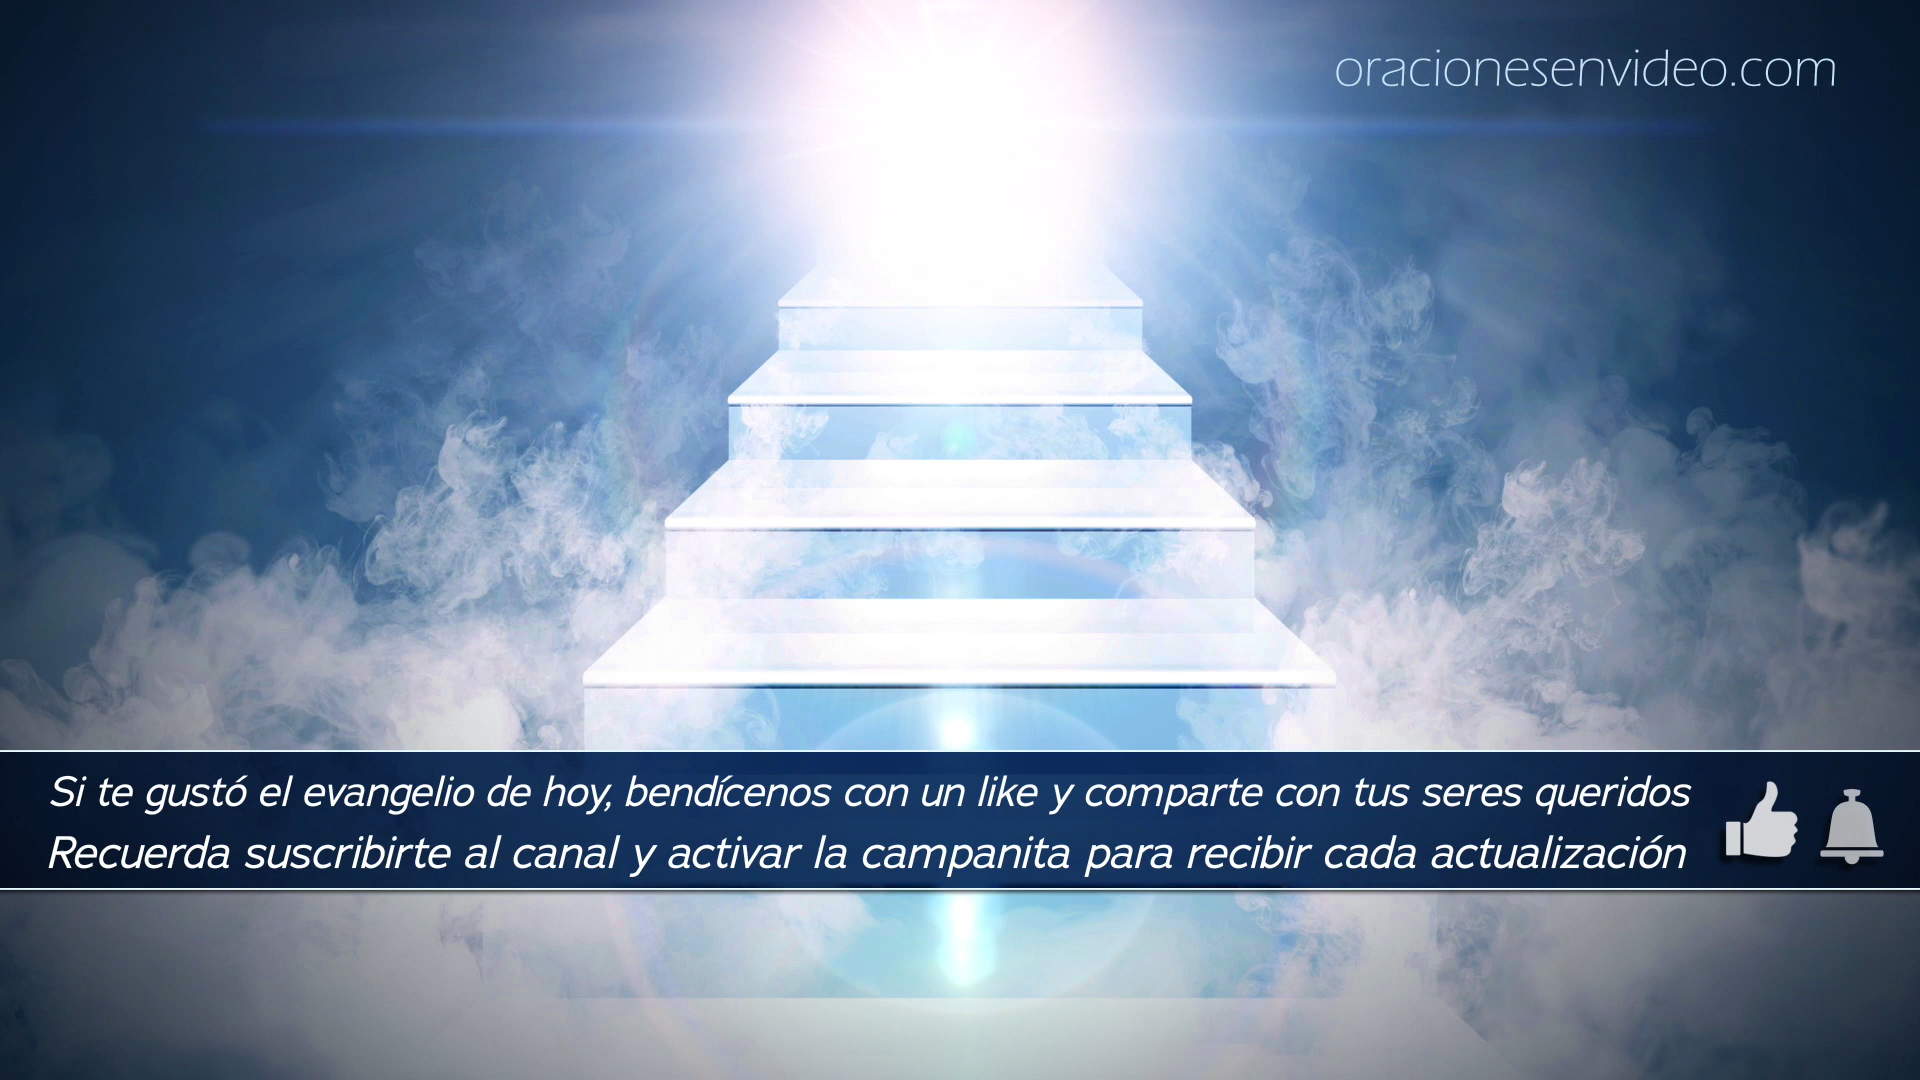 oracionesenvideo.com
Si te gustó el evangelio de hoy, bendícenos con un like y comparte con tus seres queridos
Recuerda suscribirte al canal y activar la campanita para recibir cada actualización